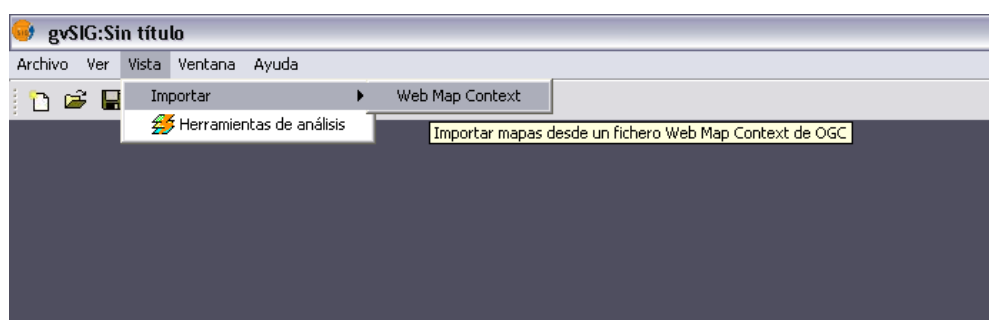 gvSIG:Sin título
Archivo Ver Vista Ventana Ayuda
Importar Web Map Context
Herramientas de análisis
Importar mapas desde un fichero Web Map Context de OGC